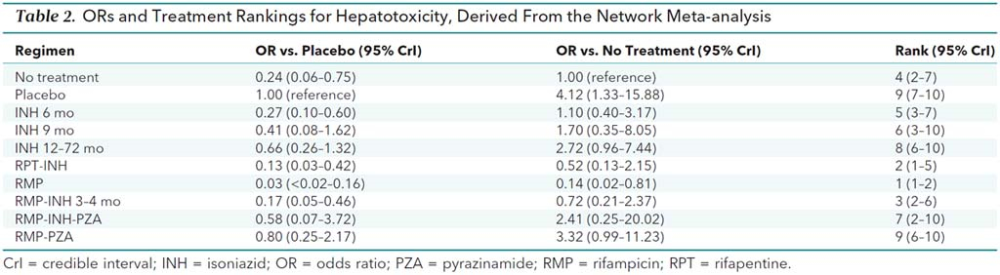 Table 2. ORs and Treatment Rankings for Hepatotoxicity, Derived From the Network Meta-analysis
Regimen OR vs. Placebo (95% CrI) OR vs. No Treatment (95% CrI) Rank (95% CrI)
No treatment 0.24 (0.06–0.75) 1.00 (reference) 4 (2–7)
Placebo 1.00 (reference) 4.12 (1.33–15.88) 9 (7–10)
INH 6 mo 0.27 (0.10–0.60) 1.10 (0.40–3.17) 5 (3–7)
INH 9 mo 0.41 (0.08–1.62) 1.70 (0.35–8.05) 6 (3–10)
INH 12–72 mo 0.66 (0.26–1.32) 2.72 (0.96–7.44) 8 (6–10)
RPT-INH 0.13 (0.03–0.42) 0.52 (0.13–2.15) 2 (1–5)
RMP 0.03 (<0.02–0.16) 0.14 (0.02–0.81) 1 (1–2)
RMP-INH 3–4 mo 0.17 (0.05–0.46) 0.72 (0.21–2.37) 3 (2–6)
RMP-INH-PZA 0.58 (0.07–3.72) 2.41 (0.25–20.02) 7 (2–10)
RMP-PZA 0.80 (0.25–2.17) 3.32 (0.99–11.23) 9 (6–10)
CrI = credible interval; INH = isoniazid; OR = odds ratio; PZA = pyrazinamide; RMP = rifampicin; RPT = rifapentine.